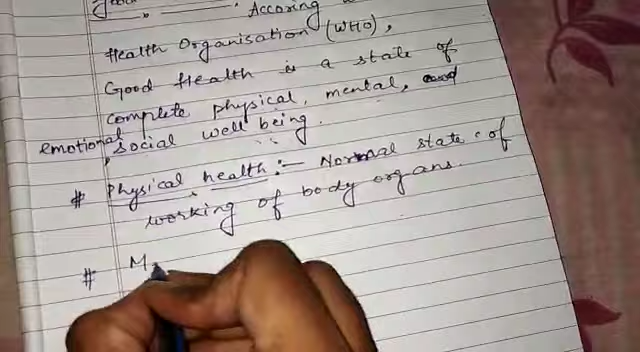 Accoring
Health Organisation (WHO),
Good Health is a state of
complete physical, mental, and
emotional, social well being.
# Physical health :- Normal state of
working of body organs.
# M